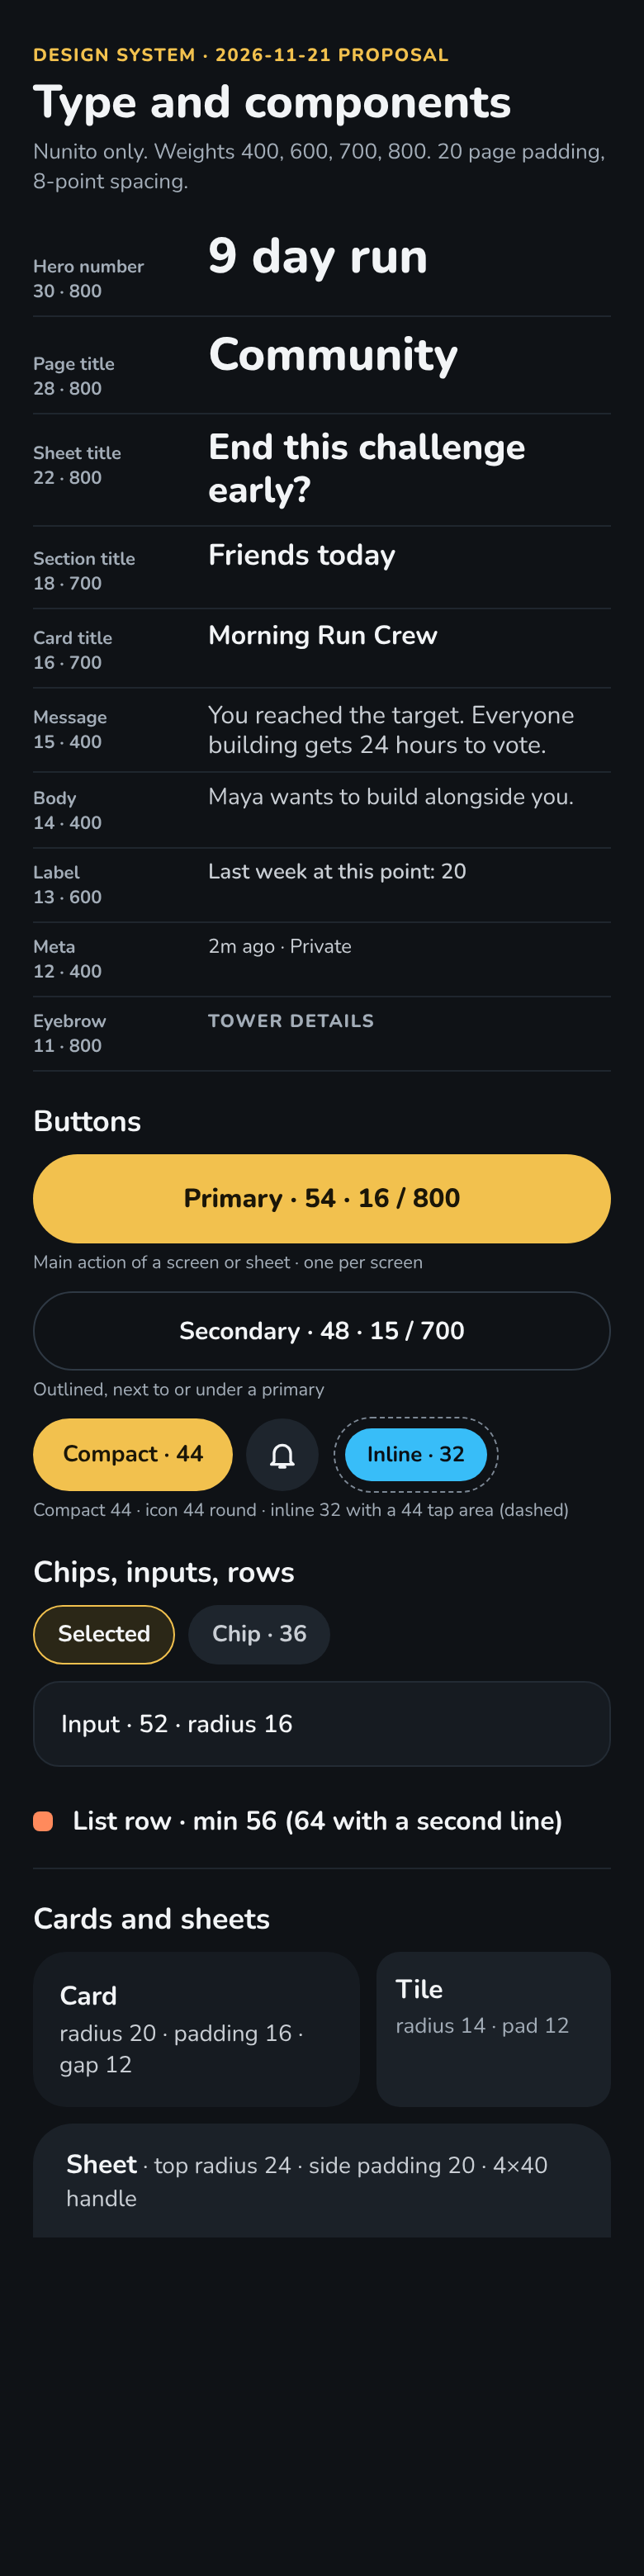 DESIGN SYSTEM · 2026-11-21 PROPOSAL
Type and components
Nunito only. Weights 400, 600, 700, 800. 20 page padding,
8-point spacing.
Hero number
30 · 800
9 day run
Page title
28 · 800
Community
Sheet title
22 · 800
End this challenge
early?
Section title
18 · 700
Friends today
Card title
16 · 700
Morning Run Crew
Message
15 · 400
You reached the target. Everyone
building gets 24 hours to vote.
Body
14 · 400
Maya wants to build alongside you.
Label
13 · 600
Last week at this point: 20
Meta
12 · 400
2m ago · Private
Eyebrow
11 · 800
TOWER DETAILS
Buttons
Primary · 54 · 16 / 800
Main action of a screen or sheet · one per screen
Secondary · 48 · 15 / 700
Outlined, next to or under a primary
Compact · 44
Inline · 32
Compact 44 · icon 44 round · inline 32 with a 44 tap area (dashed)
Chips, inputs, rows
Selected
Chip · 36
Input · 52 · radius 16
List row · min 56 (64 with a second line)
Cards and sheets
Card
radius 20 · padding 16 ·
gap 12
Tile
radius 14 · pad 12
Sheet · top radius 24 · side padding 20 · 4×40
handle